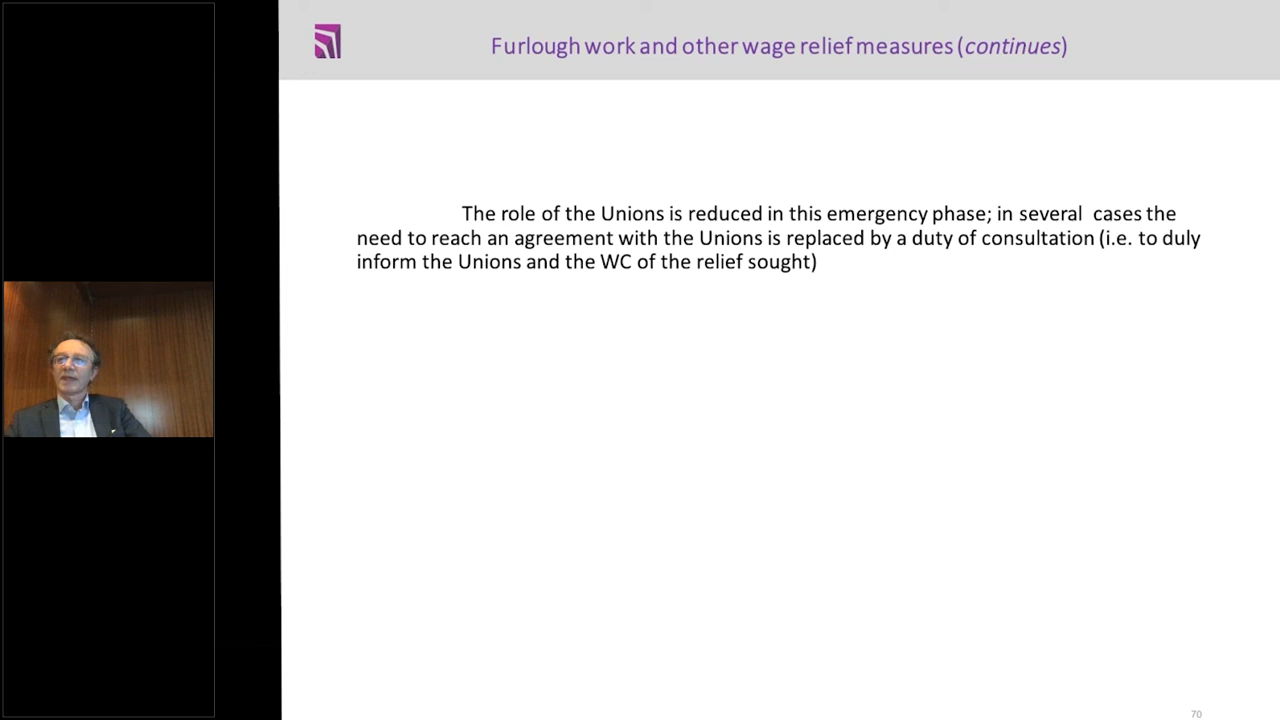 Furlough work and other wage relief measures (continues)
The role of the Unions is reduced in this emergency phase; in several cases the
need to reach an agreement with the Unions is replaced by a duty of consultation (i.e. to duly
inform the Unions and the WC of the relief sought)
70